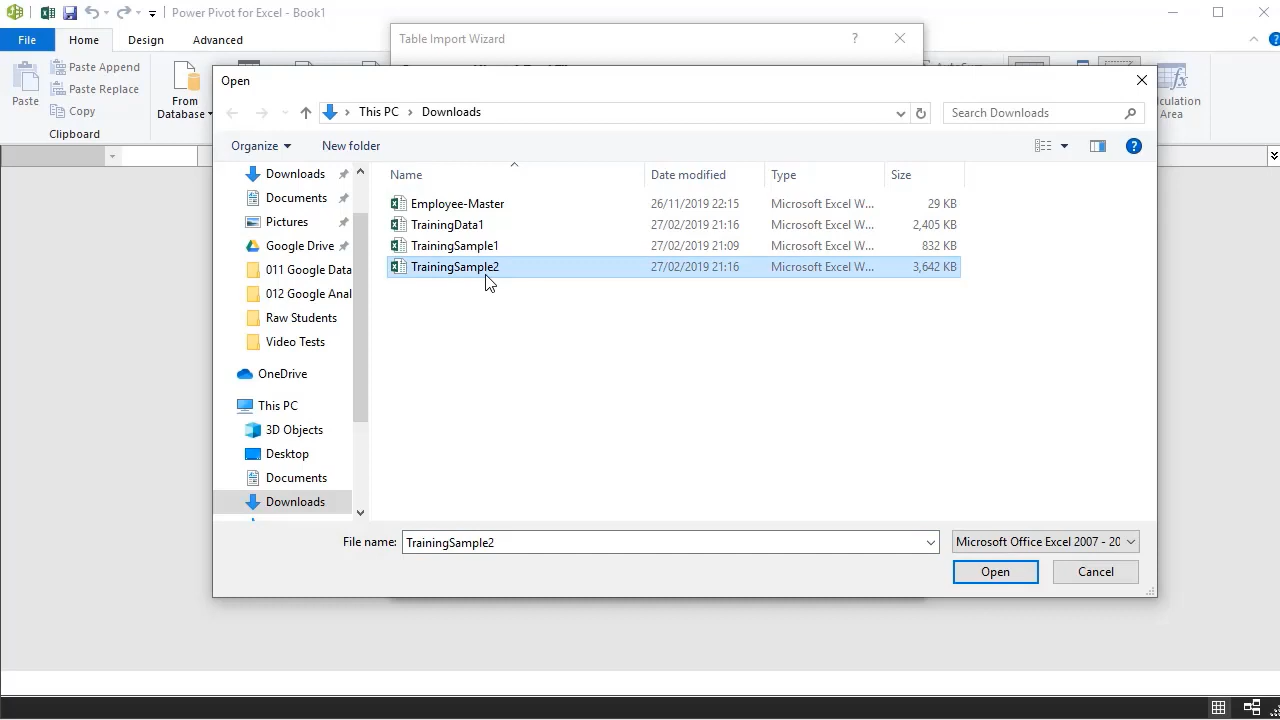 Power Pivot for Excel - Book1
File Home Design Advanced
Table Import Wizard
?
Paste
Paste Append
Paste Replace
Copy
Clipboard
From
Database
culation
Area
Open
This PC > Downloads
Search Downloads
Organize
New folder
?
Downloads
Documents
Pictures
Google Drive
011 Google Data
012 Google Anal
Raw Students
Video Tests
OneDrive
This PC
3D Objects
Desktop
Documents
Downloads
Name Date modified Type Size
Employee-Master 26/11/2019 22:15 Microsoft Excel W... 29 KB
TrainingData1 27/02/2019 21:16 Microsoft Excel W... 2,405 KB
TrainingSample1 27/02/2019 21:09 Microsoft Excel W... 832 KB
TrainingSample2 27/02/2019 21:16 Microsoft Excel W... 3,642 KB
File name: TrainingSample2
Microsoft Office Excel 2007 - 20
Open
Cancel